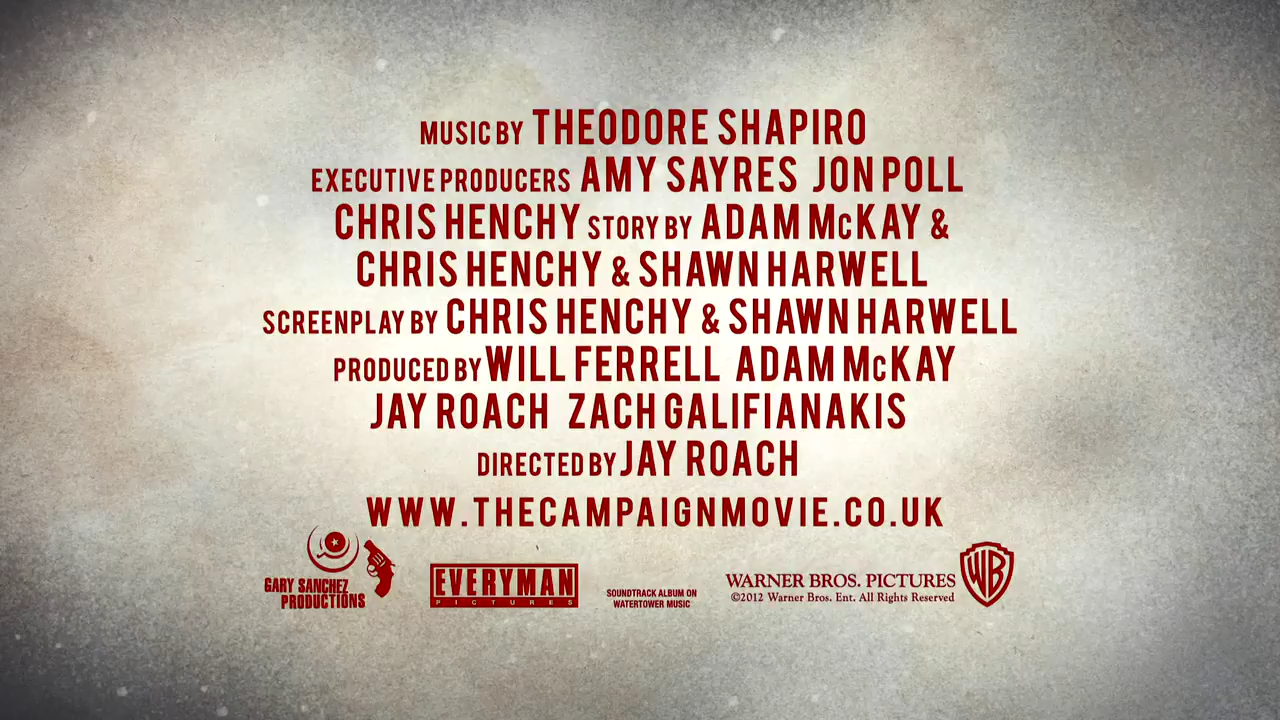 MUSIC BY THEODORE SHAPIRO
EXECUTIVE PRODUCERS AMY SAYRES JON POLL
CHRIS HENCHY STORY BY ADAM McKAY &
CHRIS HENCHY & SHAWN HARWELL
SCREENPLAY BY CHRIS HENCHY & SHAWN HARWELL
PRODUCED BY WILL FERRELL ADAM McKAY
JAY ROACH ZACH GALIFIANAKIS
DIRECTED BY JAY ROACH
WWW.THECAMPAIGNMOVIE.CO.UK
GARY SANCHEZ
PRODUCTIONS
EVERYMAN
PICTURES
SOUNDTRACK ALBUM ON
WATERTOWER MUSIC
WARNER BROS. PICTURES
©2012 Warner Bros. Ent. All Rights Reserved
WB